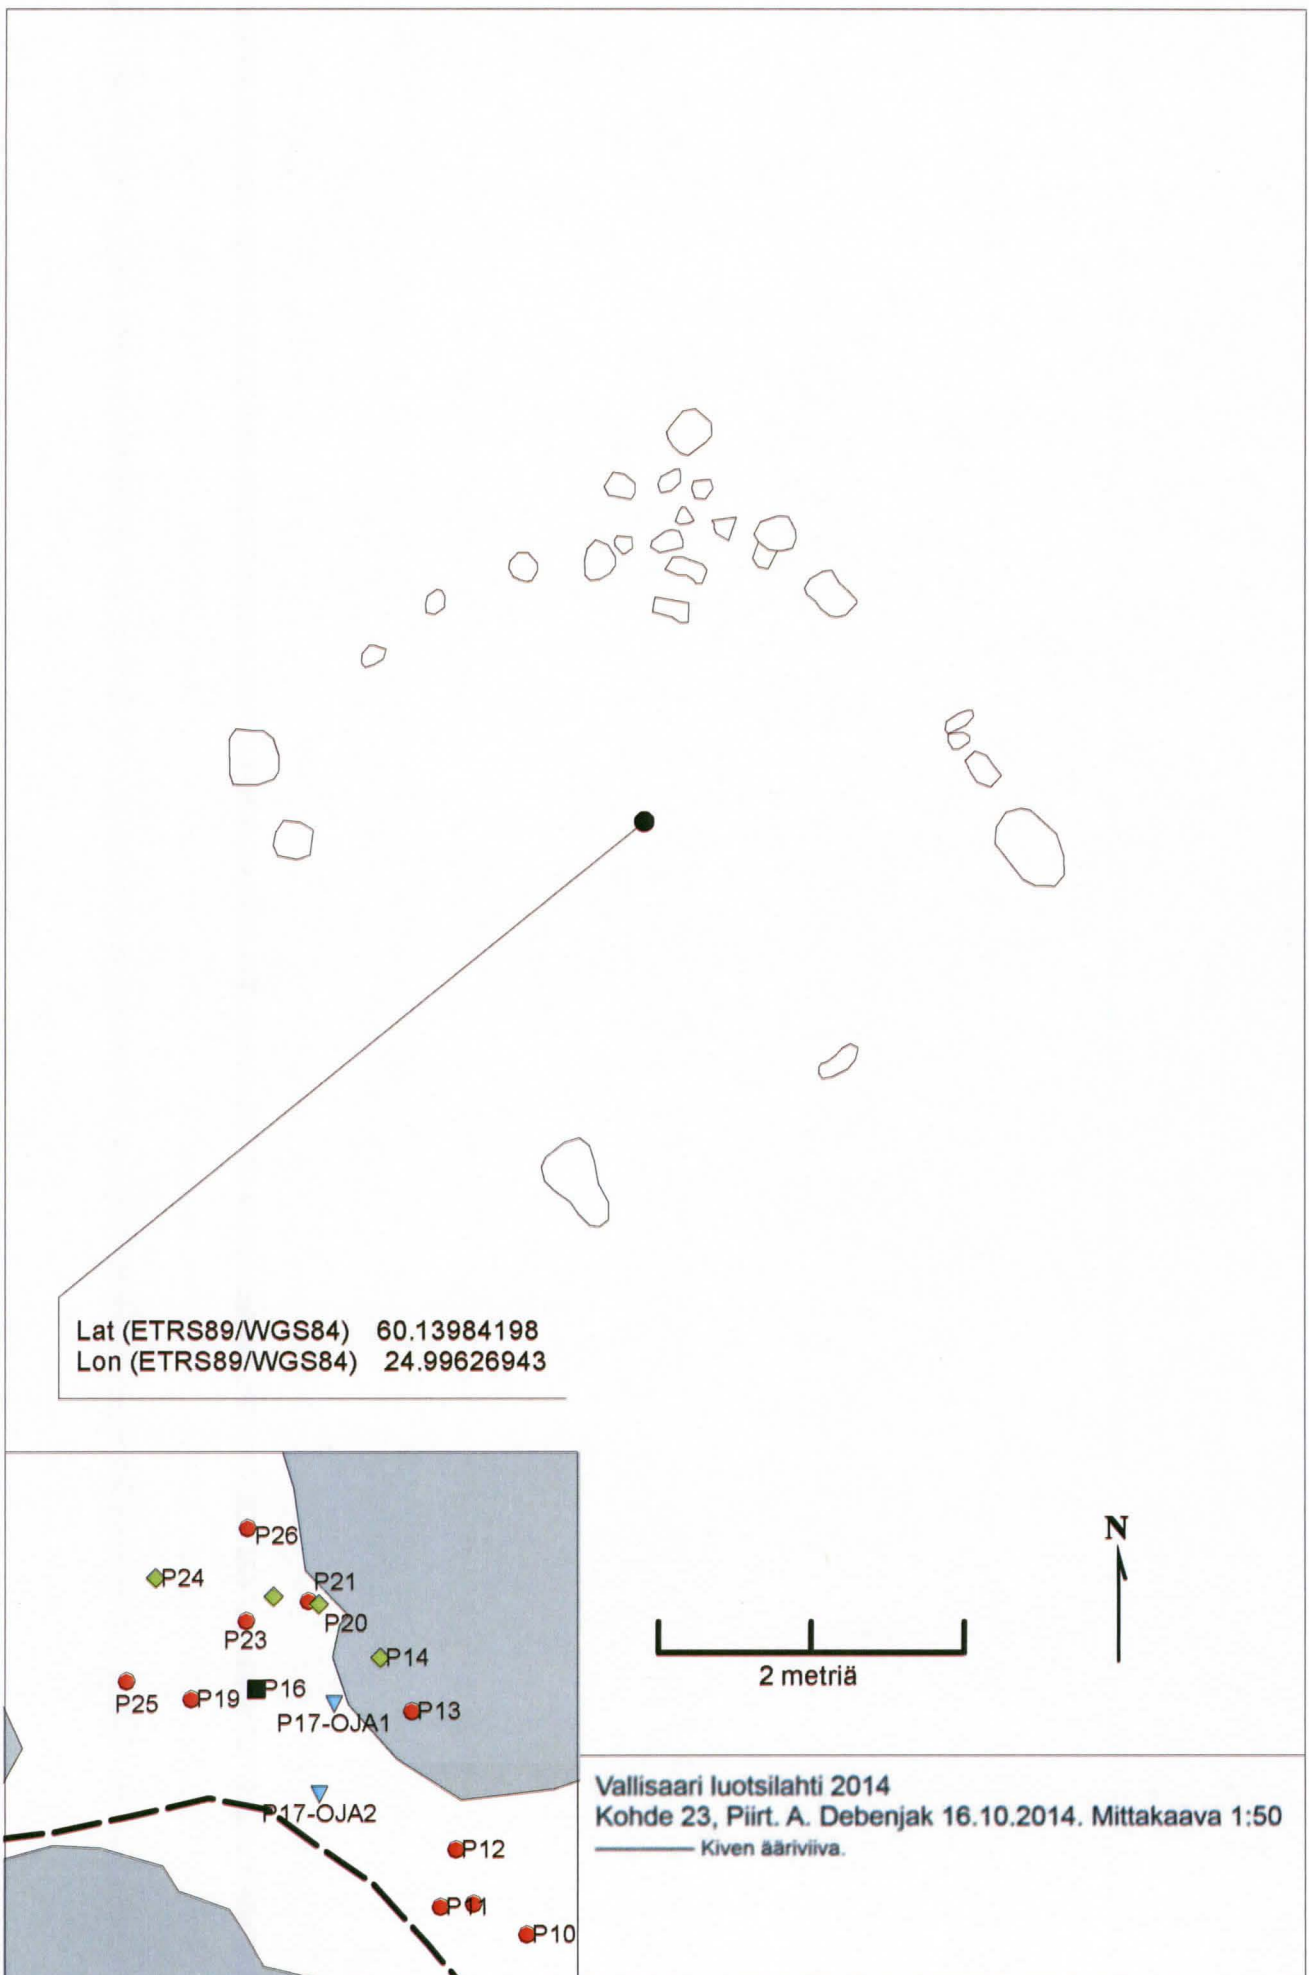 Lat (ETRS89/WGS84) 60.13984198
Lon (ETRS89/WGS84) 24.99626943
P26
P24
P21
P20
P23
P14
P25
P19
P16
P13
P17-OJA1
P17-OJA2
P12
P11
P10
N
2 metriä
Vallisaari luotsilahti 2014
Kohde 23, Piirt. A. Debenjak 16.10.2014. Mittakaava 1:50
Kiven ääriviiva.